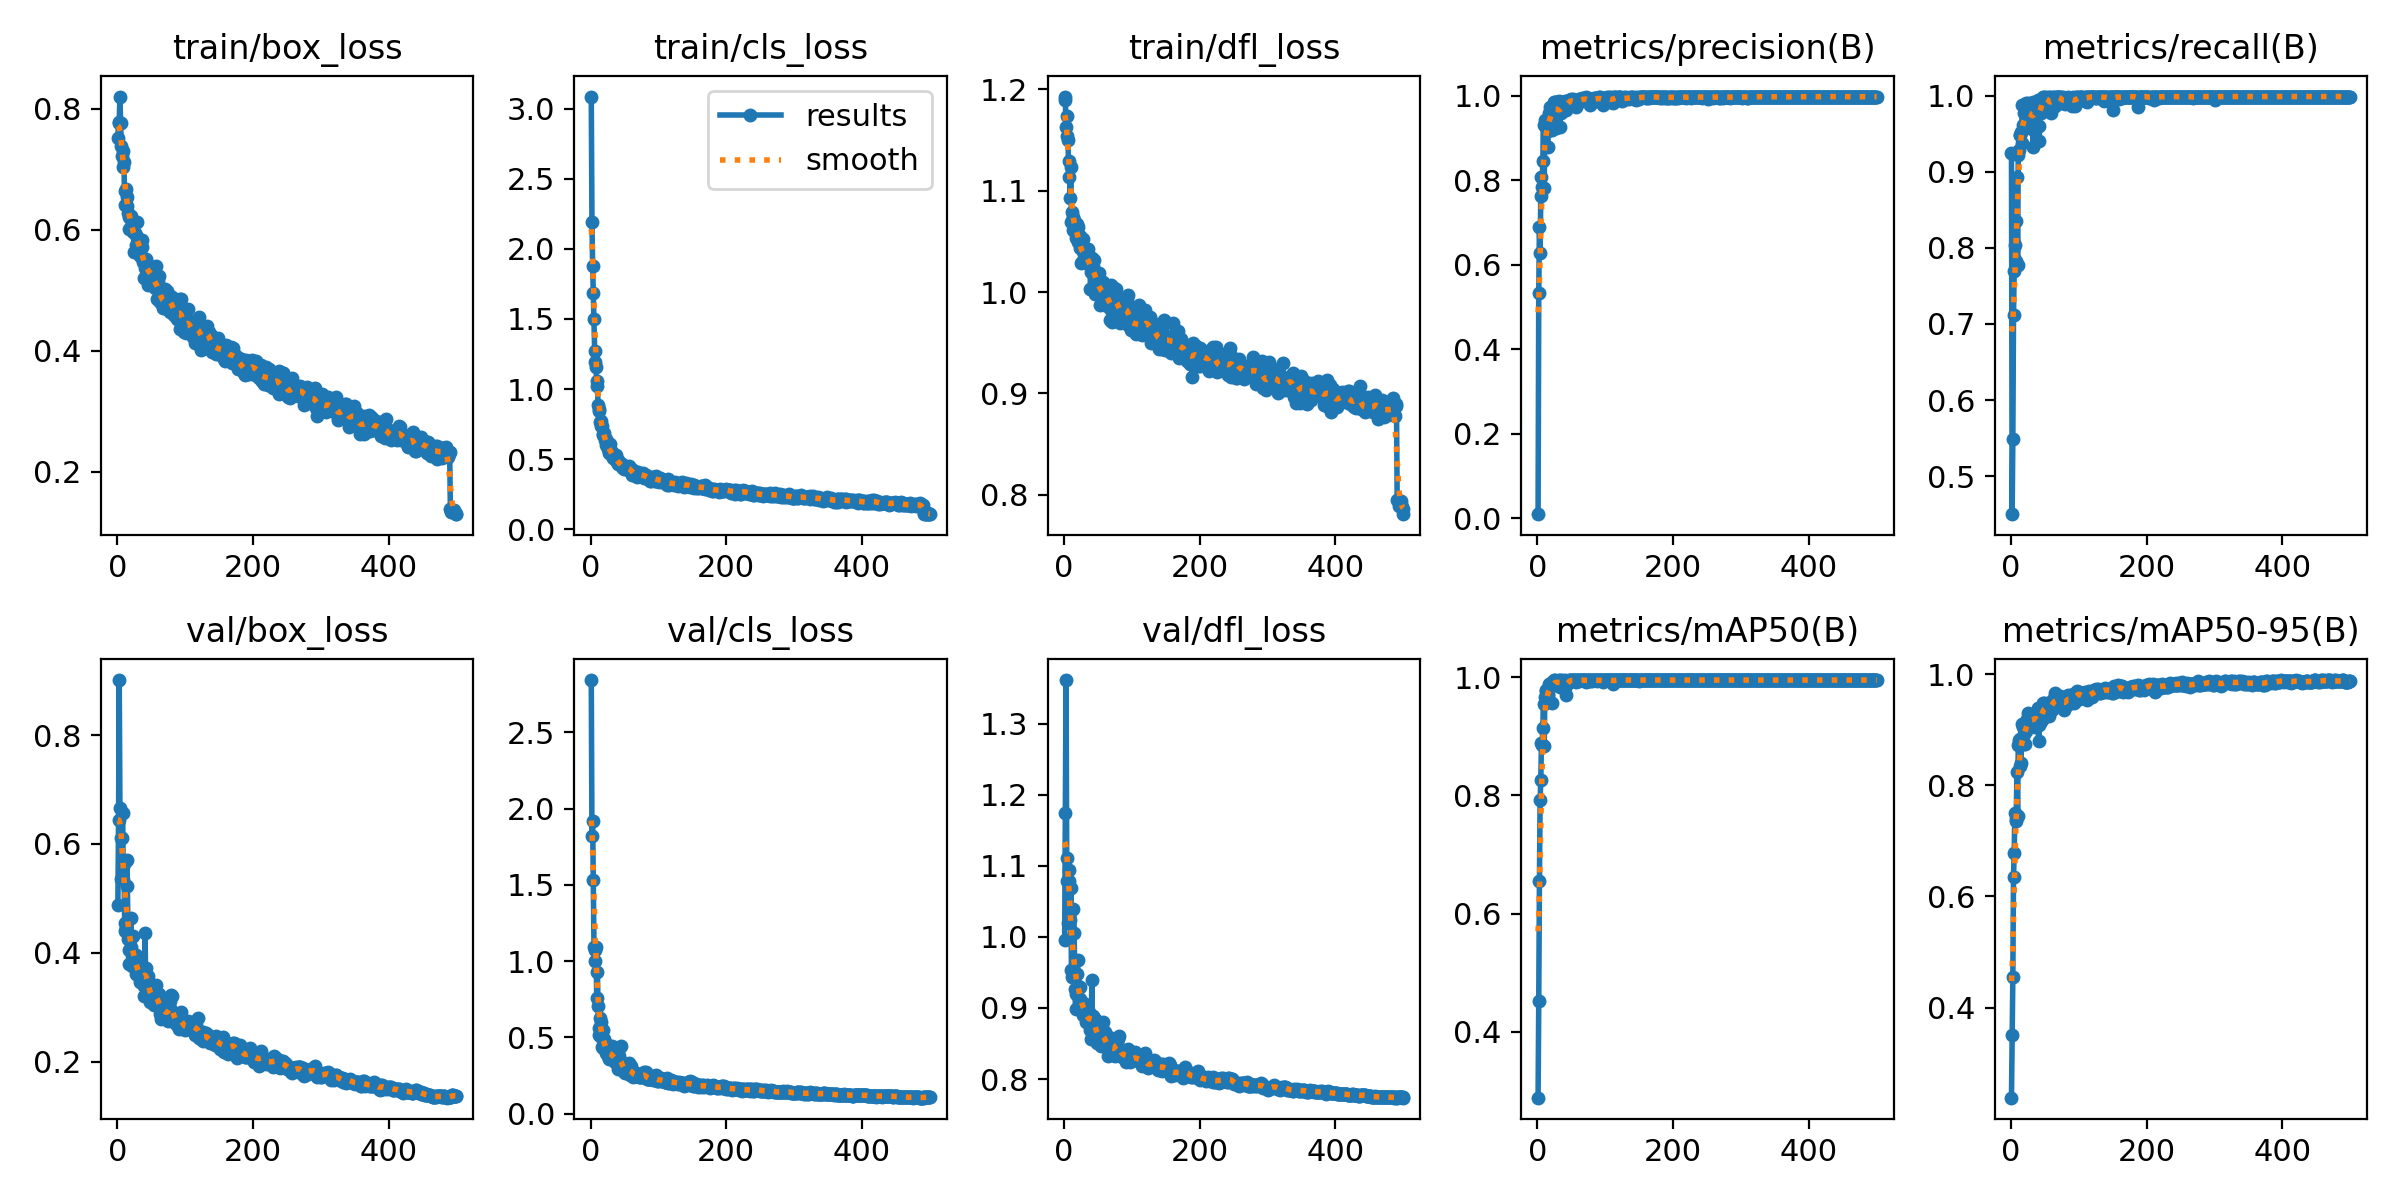 train/box_loss
0.8
0.6
0.4
0.2
0 200 400
train/cls_loss
3.0
2.5
2.0
1.5
1.0
0.5
0.0
0 200 400
results
smooth
train/dfl_loss
1.2
1.1
1.0
0.9
0.8
0 200 400
metrics/precision(B)
1.0
0.8
0.6
0.4
0.2
0.0
0 200 400
metrics/recall(B)
1.0
0.9
0.8
0.7
0.6
0.5
0 200 400
val/box_loss
0.8
0.6
0.4
0.2
0 200 400
val/cls_loss
2.5
2.0
1.5
1.0
0.5
0.0
0 200 400
val/dfl_loss
1.3
1.2
1.1
1.0
0.9
0.8
0 200 400
metrics/mAP50(B)
1.0
0.8
0.6
0.4
0 200 400
metrics/mAP50-95(B)
1.0
0.8
0.6
0.4
0 200 400